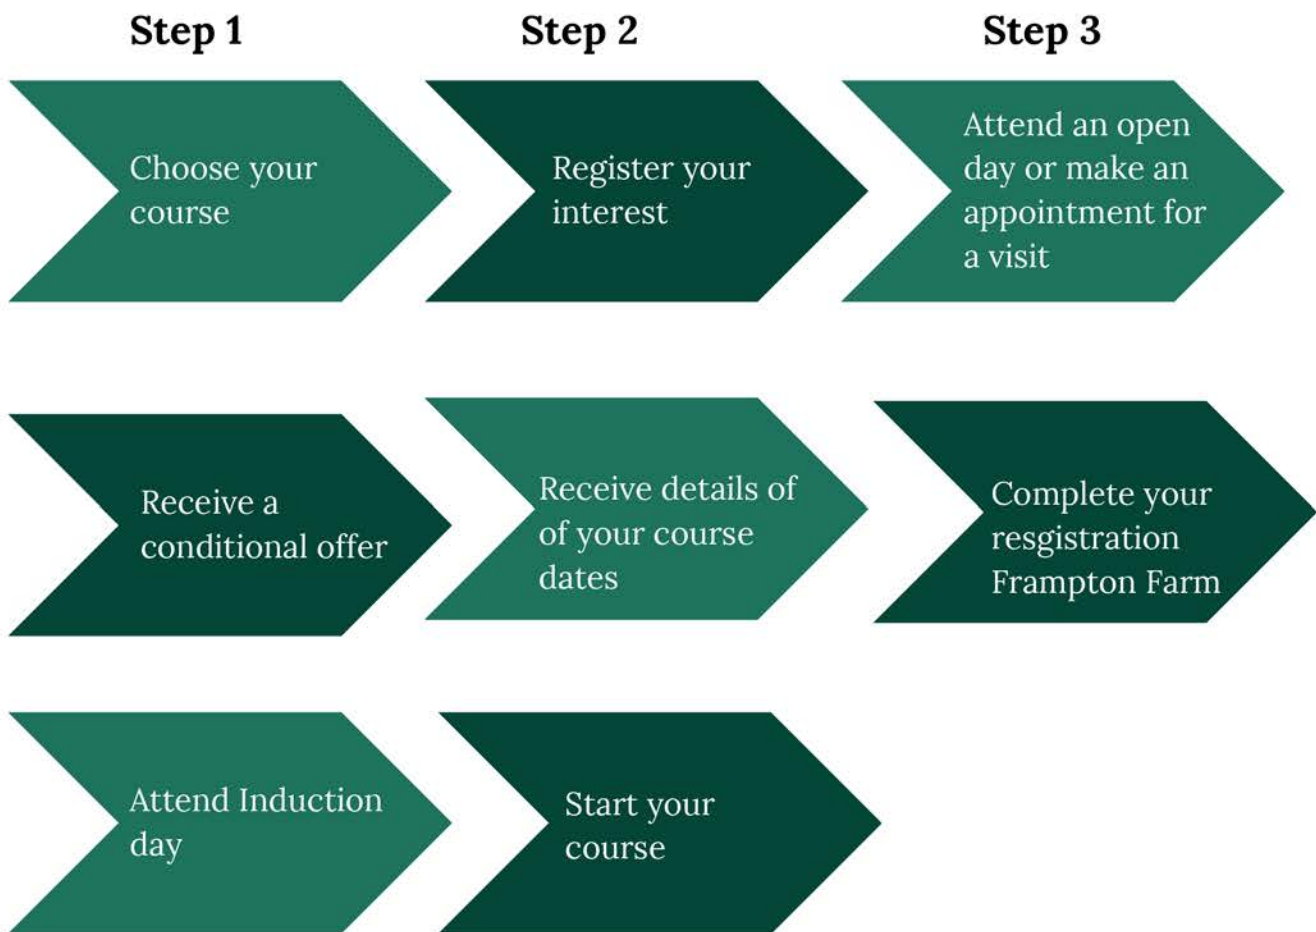 Step 1
Step 2
Step 3
Choose your
course
Register your
interest
Attend an open
day or make an
appointment for
a visit
Receive a
conditional offer
Receive details of
of your course
dates
Complete your
resgistration
Frampton Farm
Attend Induction
day
Start your
course